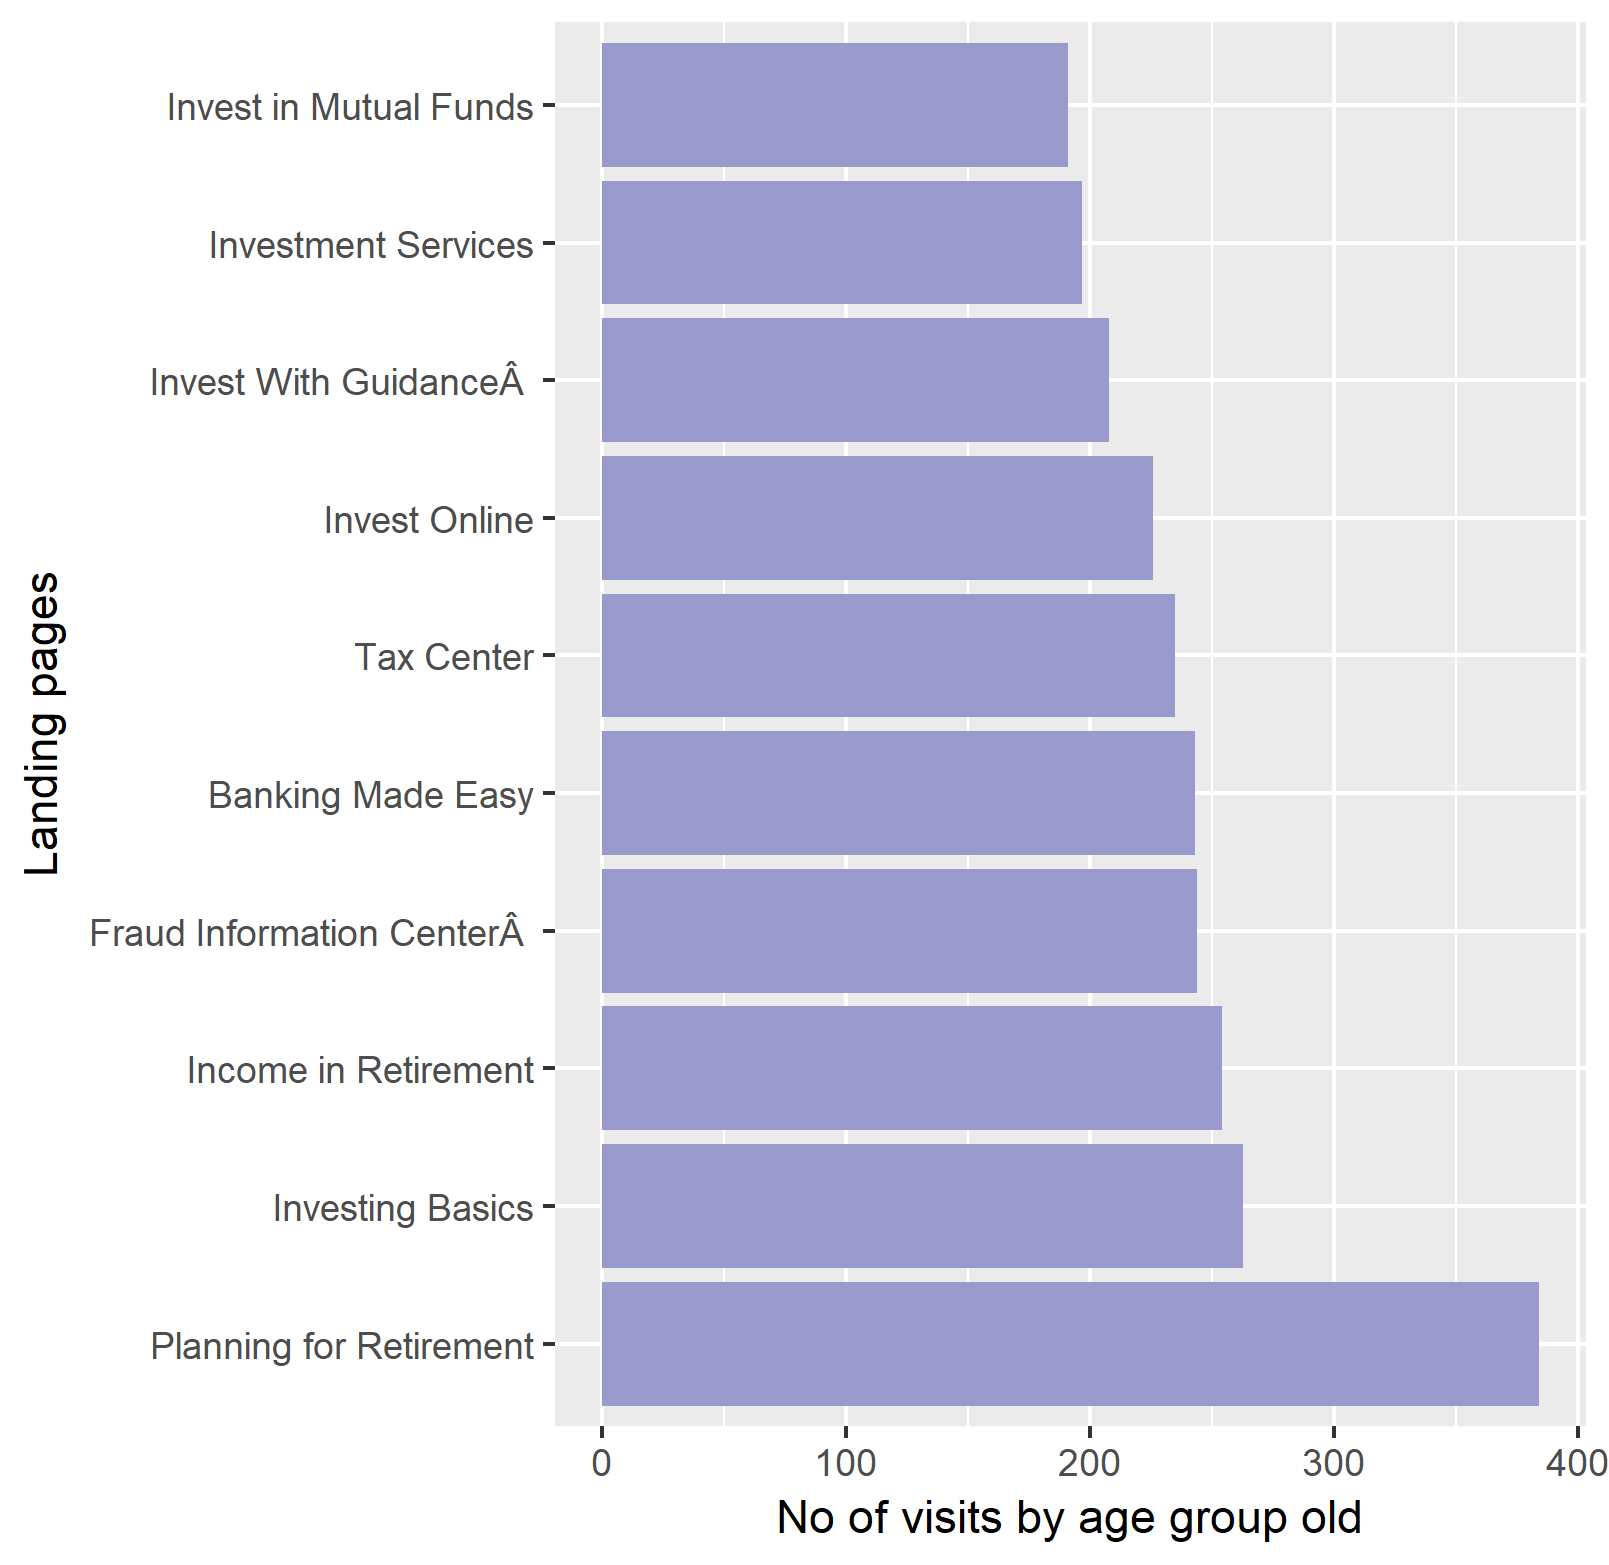 Invest in Mutual Funds
Investment Services
Invest With GuidanceÂ
Invest Online
Tax Center
Banking Made Easy
Fraud Information CenterÂ
Income in Retirement
Investing Basics
Planning for Retirement
Landing pages
0 100 200 300 400
No of visits by age group old